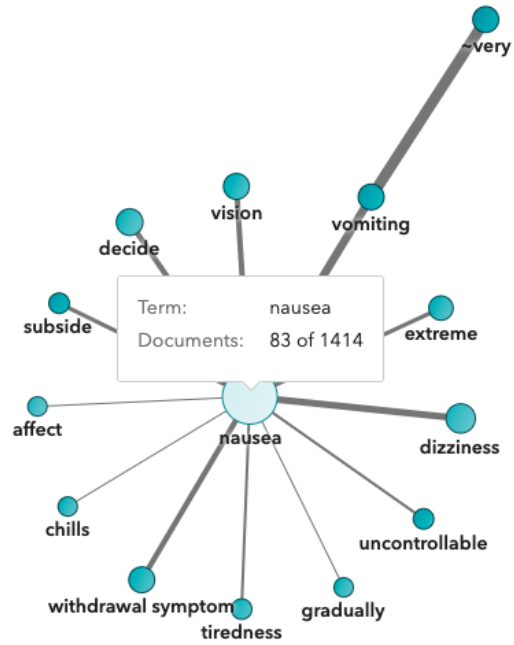 ~very
vision
vomiting
decide
Term: nausea
Documents: 83 of 1414
subside
extreme
affect
nausea
dizziness
chills
uncontrollable
withdrawal symptom
gradually
tiredness